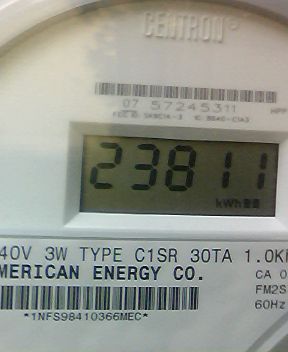 CENTRON®
07 57245311
23811
kWh
40V 3W TYPE C1SR 30TA 1.0K
MERICAN ENERGY CO.
CA 0
FM2S
60Hz
*1NFS98410366MEC*